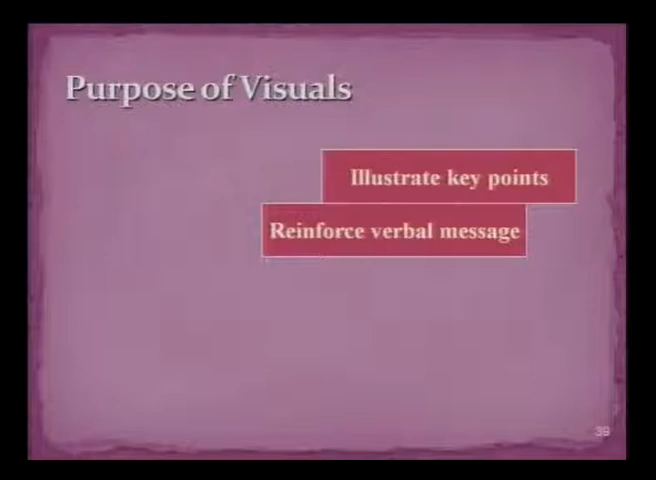 Purpose of Visuals
Illustrate key points
Reinforce verbal message
39